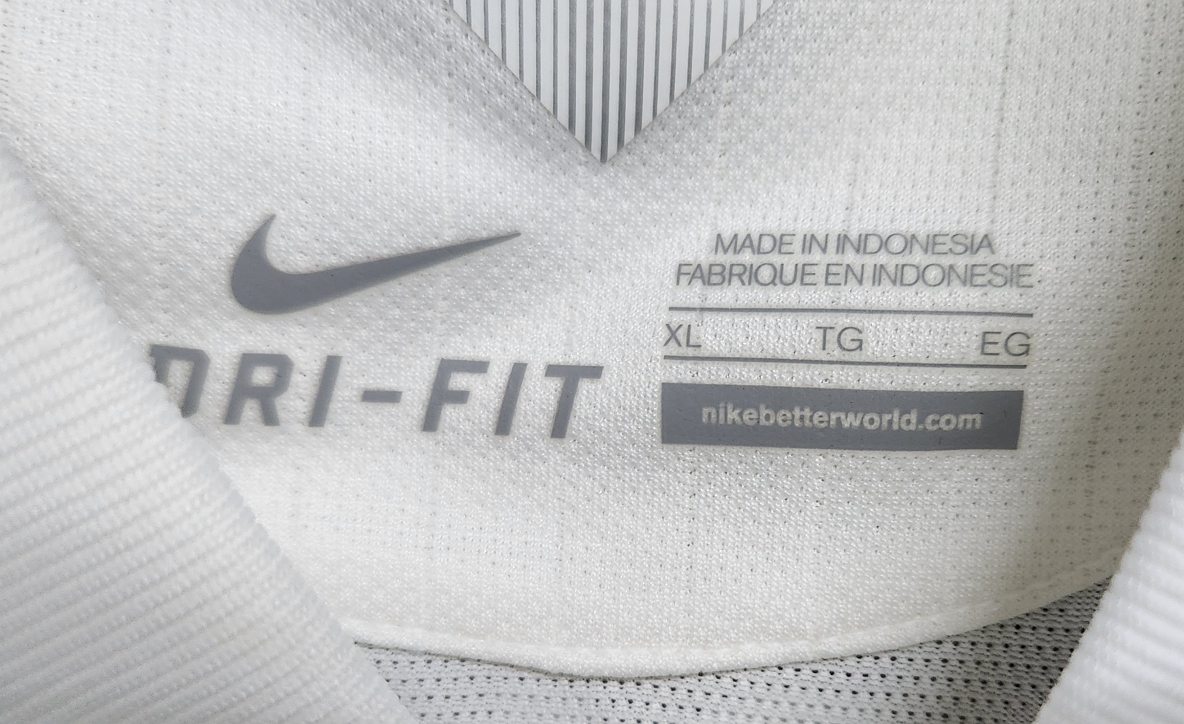 MADE IN INDONESIA
FABRIQUE EN INDONESIE
XL TG EG
DRI-FIT
nikebetterworld.com